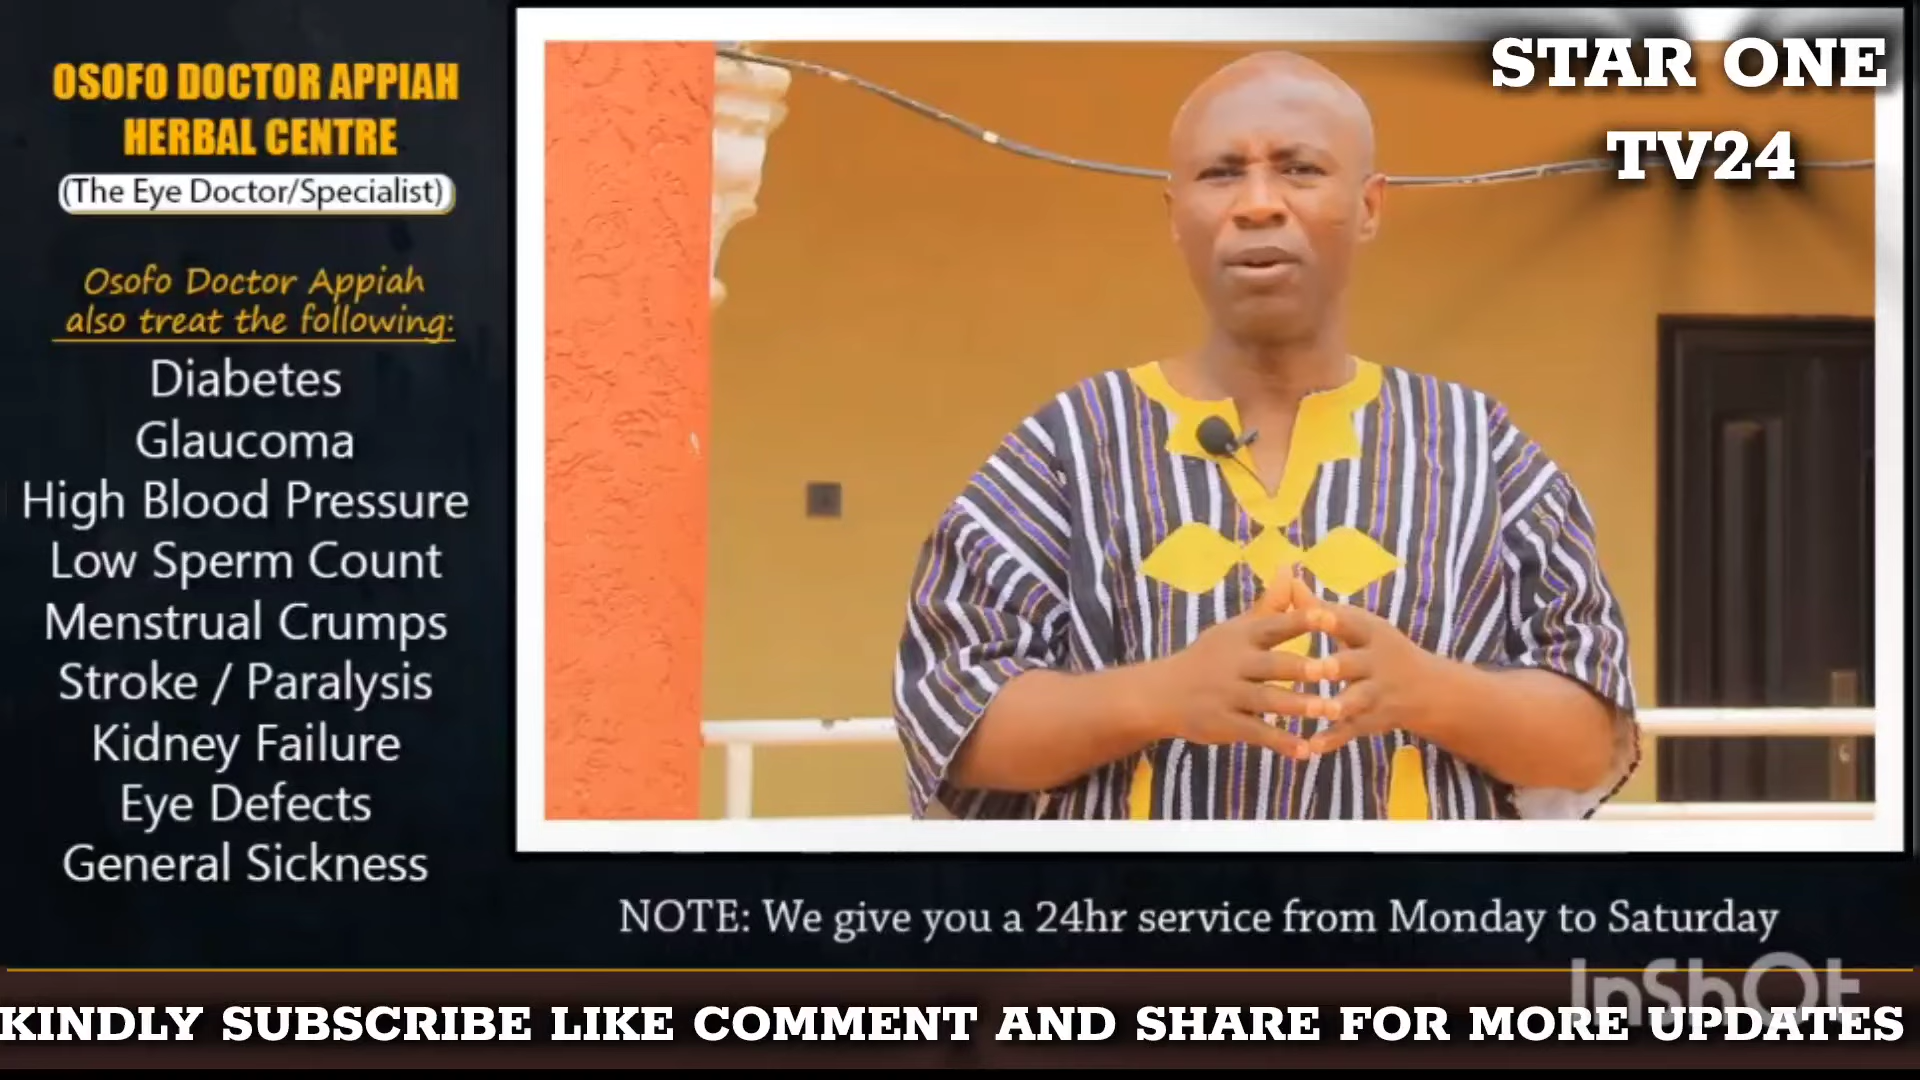 OSOFO DOCTOR APPIAH
HERBAL CENTRE
(The Eye Doctor/Specialist)
Osofo Doctor Appiah
also treat the following:
Diabetes
Glaucoma
High Blood Pressure
Low Sperm Count
Menstrual Crumps
Stroke / Paralysis
Kidney Failure
Eye Defects
General Sickness
STAR ONE
TV24
NOTE: We give you a 24hr service from Monday to Saturday
InShOt
KINDLY SUBSCRIBE LIKE COMMENT AND SHARE FOR MORE UPDATES